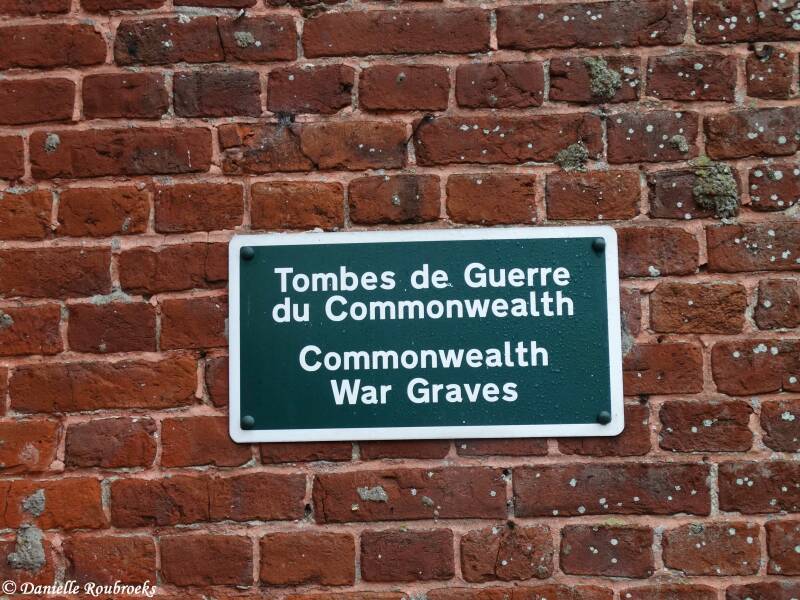 Tombes de Guerre
du Commonwealth
Commonwealth
War Graves
© Danielle Roubroeks